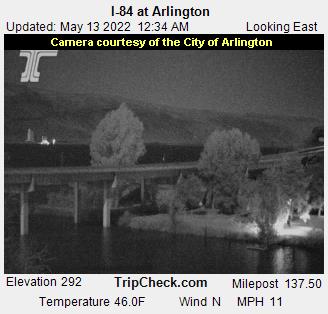 I-84 at Arlington
Updated: May 13 2022 12:34 AM Looking East
Camera courtesy of the City of Arlington
Elevation 292 TripCheck.com Milepost 137.50
Temperature 46.0F Wind N MPH 11